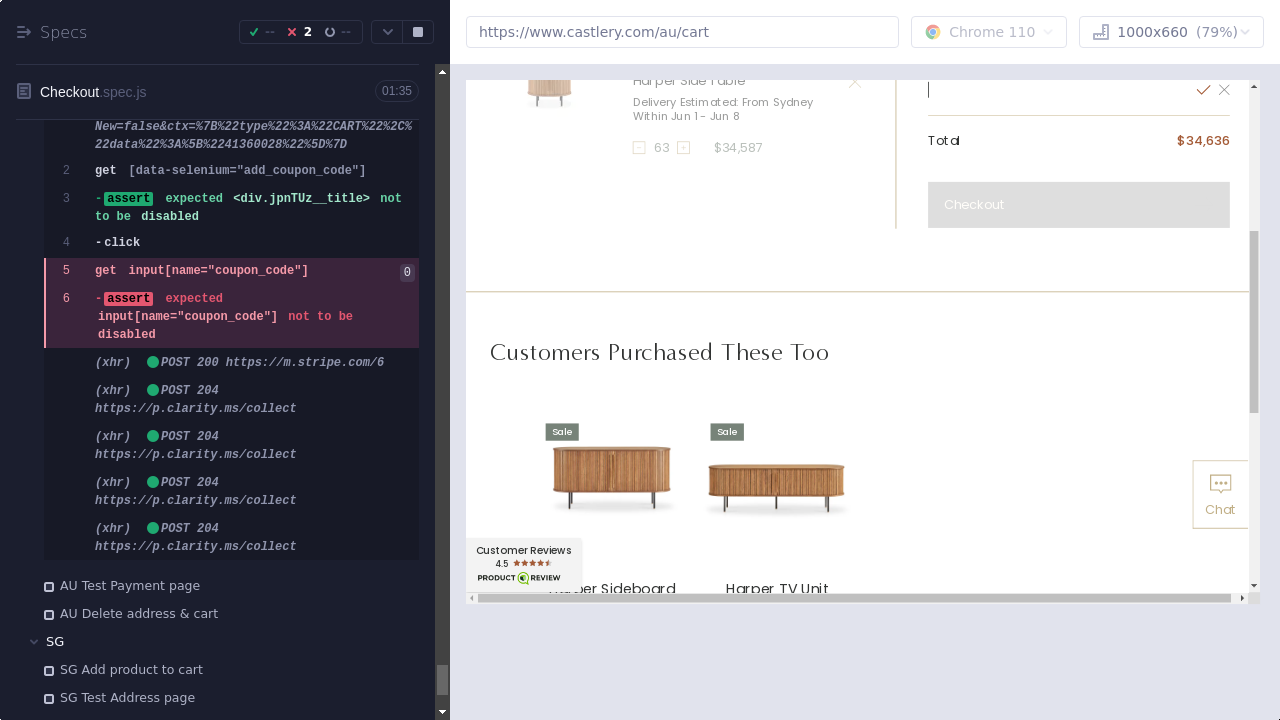 Specs
--
2
--
https://www.castlery.com/au/cart
Chrome 110
1000x660 (79%)
Checkout.spec.js
01:35
New=false&ctx=%7B%22type%22%3A%22CART%22%2C%
22data%22%3A%5B%2241360028%22%5D%7D
2 get [data-selenium="add_coupon_code"]
3 -assert expected <div.jpnTUz__title> not
to be disabled
4 -click
5 get input[name="coupon_code"] 0
6 -assert expected
input[name="coupon_code"] not to be
disabled
(xhr) POST 200 https://m.stripe.com/6
(xhr) POST 204
https://p.clarity.ms/collect
(xhr) POST 204
https://p.clarity.ms/collect
(xhr) POST 204
https://p.clarity.ms/collect
(xhr) POST 204
https://p.clarity.ms/collect
AU Test Payment page
AU Delete address & cart
SG
SG Add product to cart
SG Test Address page
Harper Side Table
Delivery Estimated: From Sydney
Within Jun 1 - Jun 8
63
$34,587
Total $34,636
Checkout
Customers Purchased These Too
Sale
Sale
Chat
Customer Reviews
4.5
PRODUCT REVIEW
Harper Sideboard
Harper TV Unit